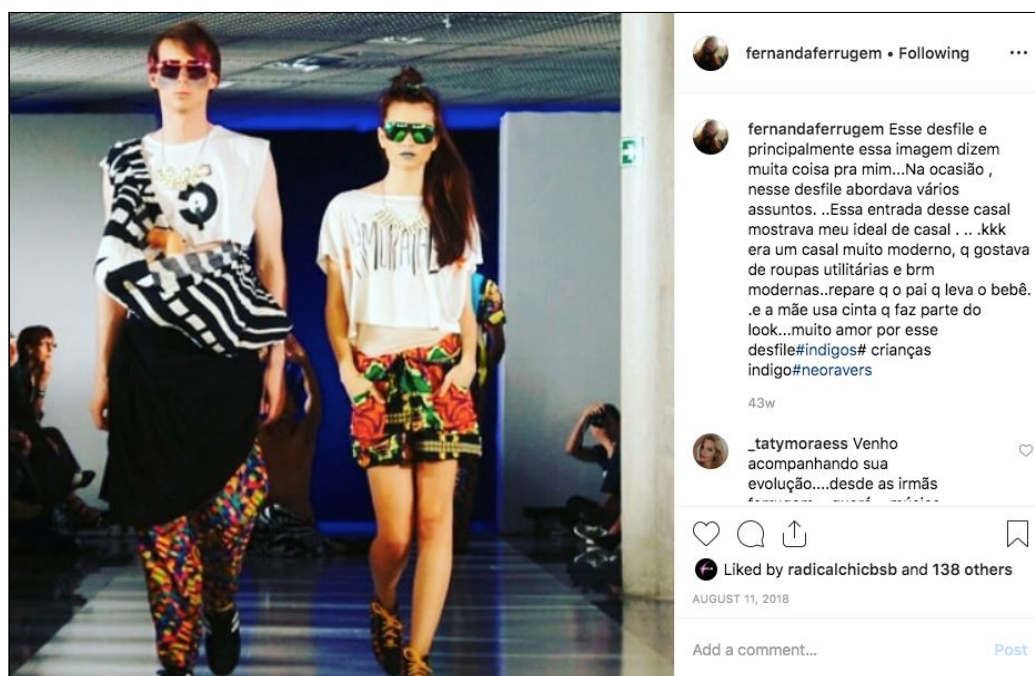 fernandaferrugem • Following
fernandaferrugem Esse desfile e
principalmente essa imagem dizem
muita coisa pra mim...Na ocasião ,
nesse desfile abordava vários
assuntos. ..Essa entrada desse casal
mostrava meu ideal de casal . .. .kkk
era um casal muito moderno, q gostava
de roupas utilitárias e brm
modernas..repare q o pai q leva o bebê.
.e a mãe usa cinta q faz parte do
look...muito amor por esse
desfile#indigos# crianças
indigo#neoravers
43w
_tatymoraess Venho
acompanhando sua
evolução....desde as irmãs
Liked by radicalchicbsb and 138 others
AUGUST 11, 2018
Add a comment...
Post